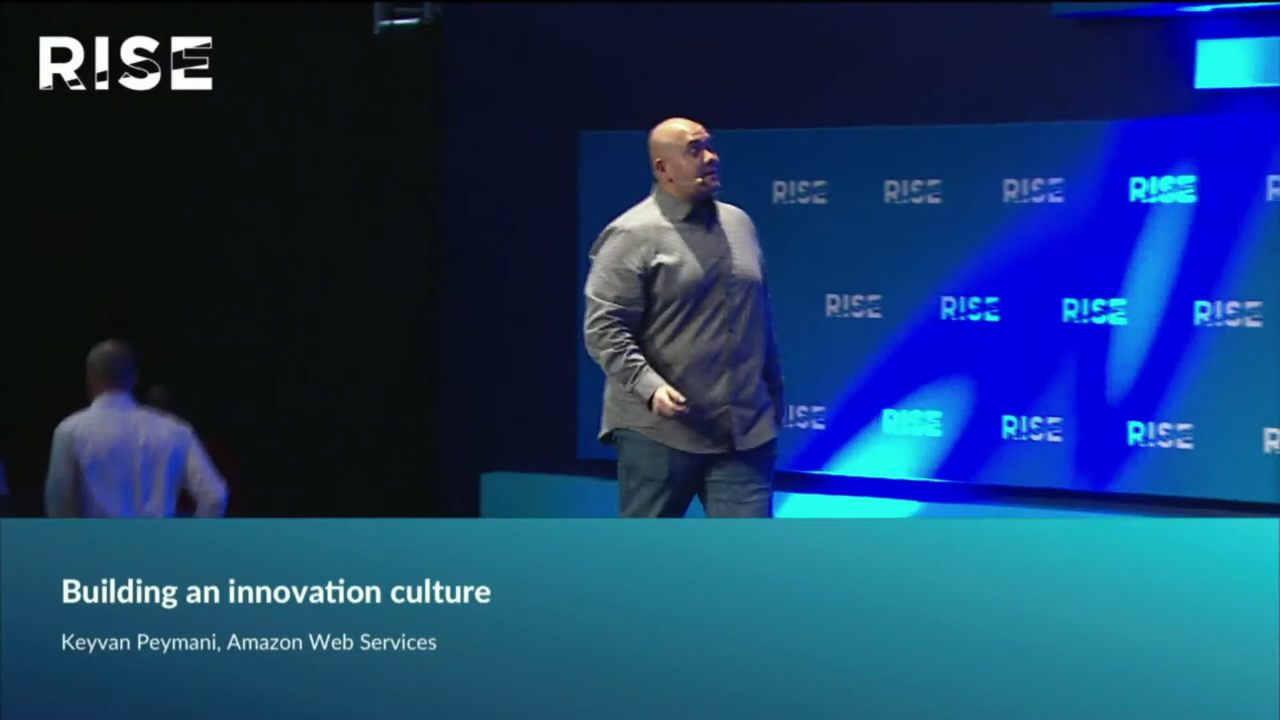 RISE
RISE RISE RISE RISE
RISE RISE RISE RISE
RISE RISE RISE RISE
Building an innovation culture
Keyvan Peymani, Amazon Web Services